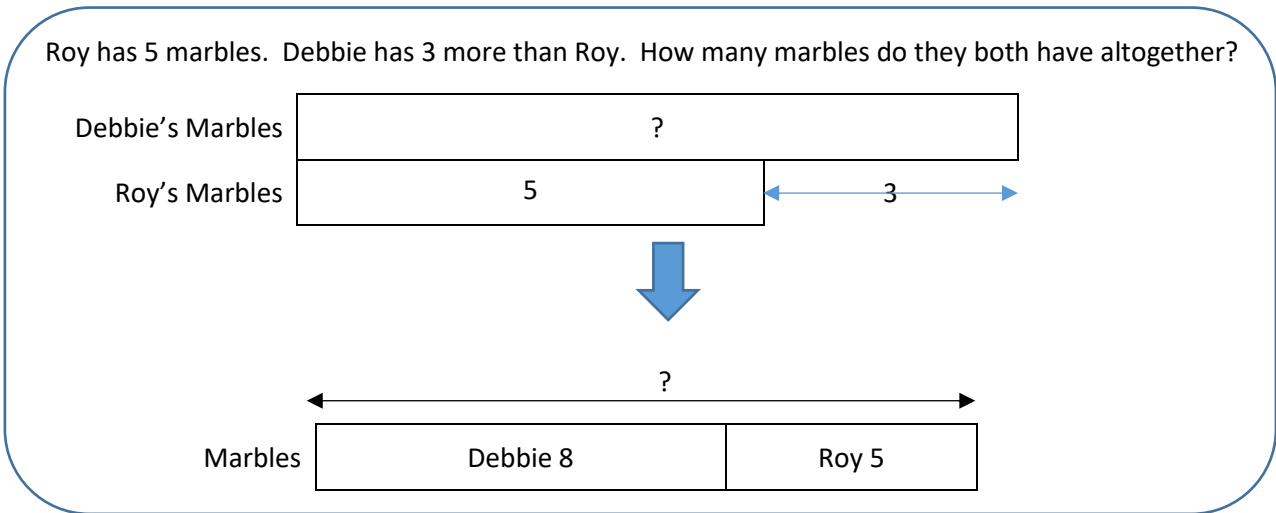 Roy has 5 marbles.  Debbie has 3 more than Roy.  How many marbles do they both have altogether?
Debbie’s Marbles ?
Roy’s Marbles 5 3
?
Marbles Debbie 8 Roy 5